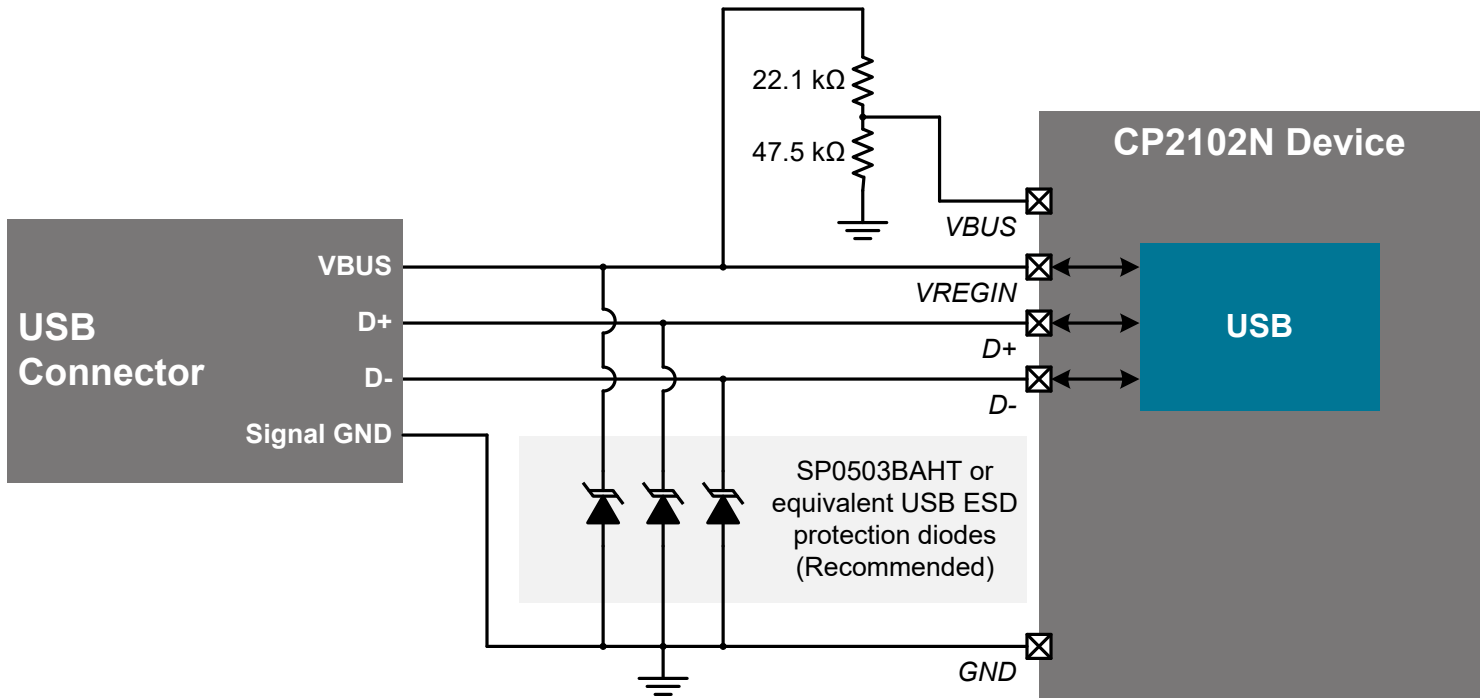 22.1 kΩ
47.5 kΩ
CP2102N Device
VBUS
USB
Connector
VBUS
D+
D-
Signal GND
VREGIN
D+
D-
USB
SP0503BAHT or
equivalent USB ESD
protection diodes
(Recommended)
GND